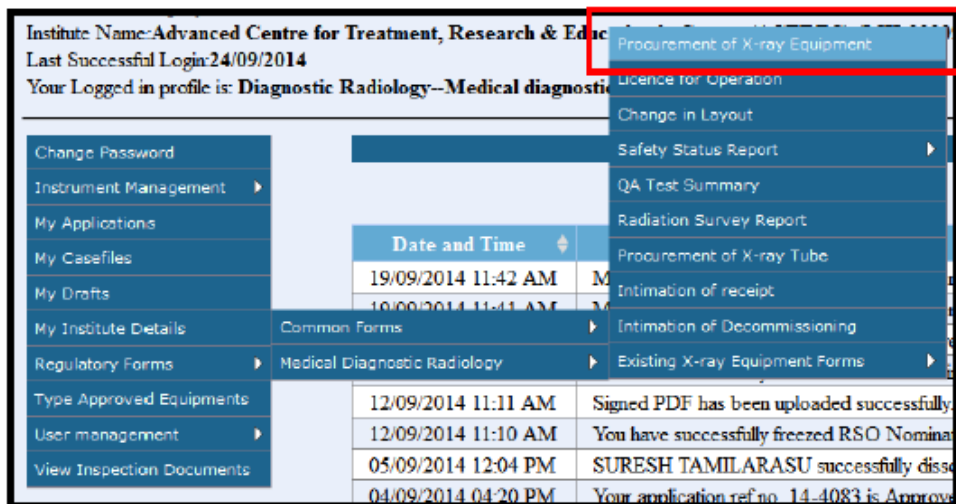 Institute Name:Advanced Centre for Treatment, Research &
Last Successful Login:24/09/2014
Your Logged in profile is: Diagnostic Radiology--Medical
Procurement of X-ray Equipment
Licence for Operation
Change in Layout
Safety Status Report
QA Test Summary
Radiation Survey Report
Procurement of X-ray Tube
Intimation of receipt
Intimation of Decommissioning
Existing X-ray Equipment Forms
Change Password
Instrument Management
My Applications
My Casefiles
My Drafts
My Institute Details
Regulatory Forms
Type Approved Equipments
User management
View Inspection Documents
Common Forms
Medical Diagnostic Radiology
Date and Time
19/09/2014 11:42 AM
19/09/2014 11:41 AM
12/09/2014 11:11 AM Signed PDF has been uploaded successfully.
12/09/2014 11:10 AM You have successfully freezed RSO
05/09/2014 12:04 PM SURESH TAMILARASU successfully
04/09/2014 04:20 PM Your application ref no. 14-4083 is